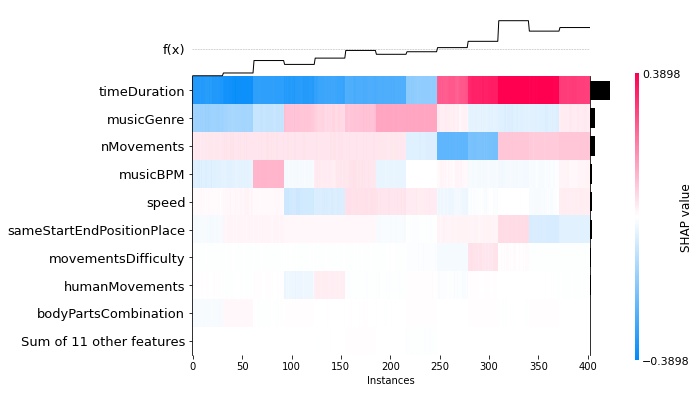 f(x)
timeDuration
musicGenre
nMovements
musicBPM
speed
sameStartEndPositionPlace
movementsDifficulty
humanMovements
bodyPartsCombination
Sum of 11 other features
0 50 100 150 200 250 300 350 400
Instances
0.3898
SHAP value
−0.3898